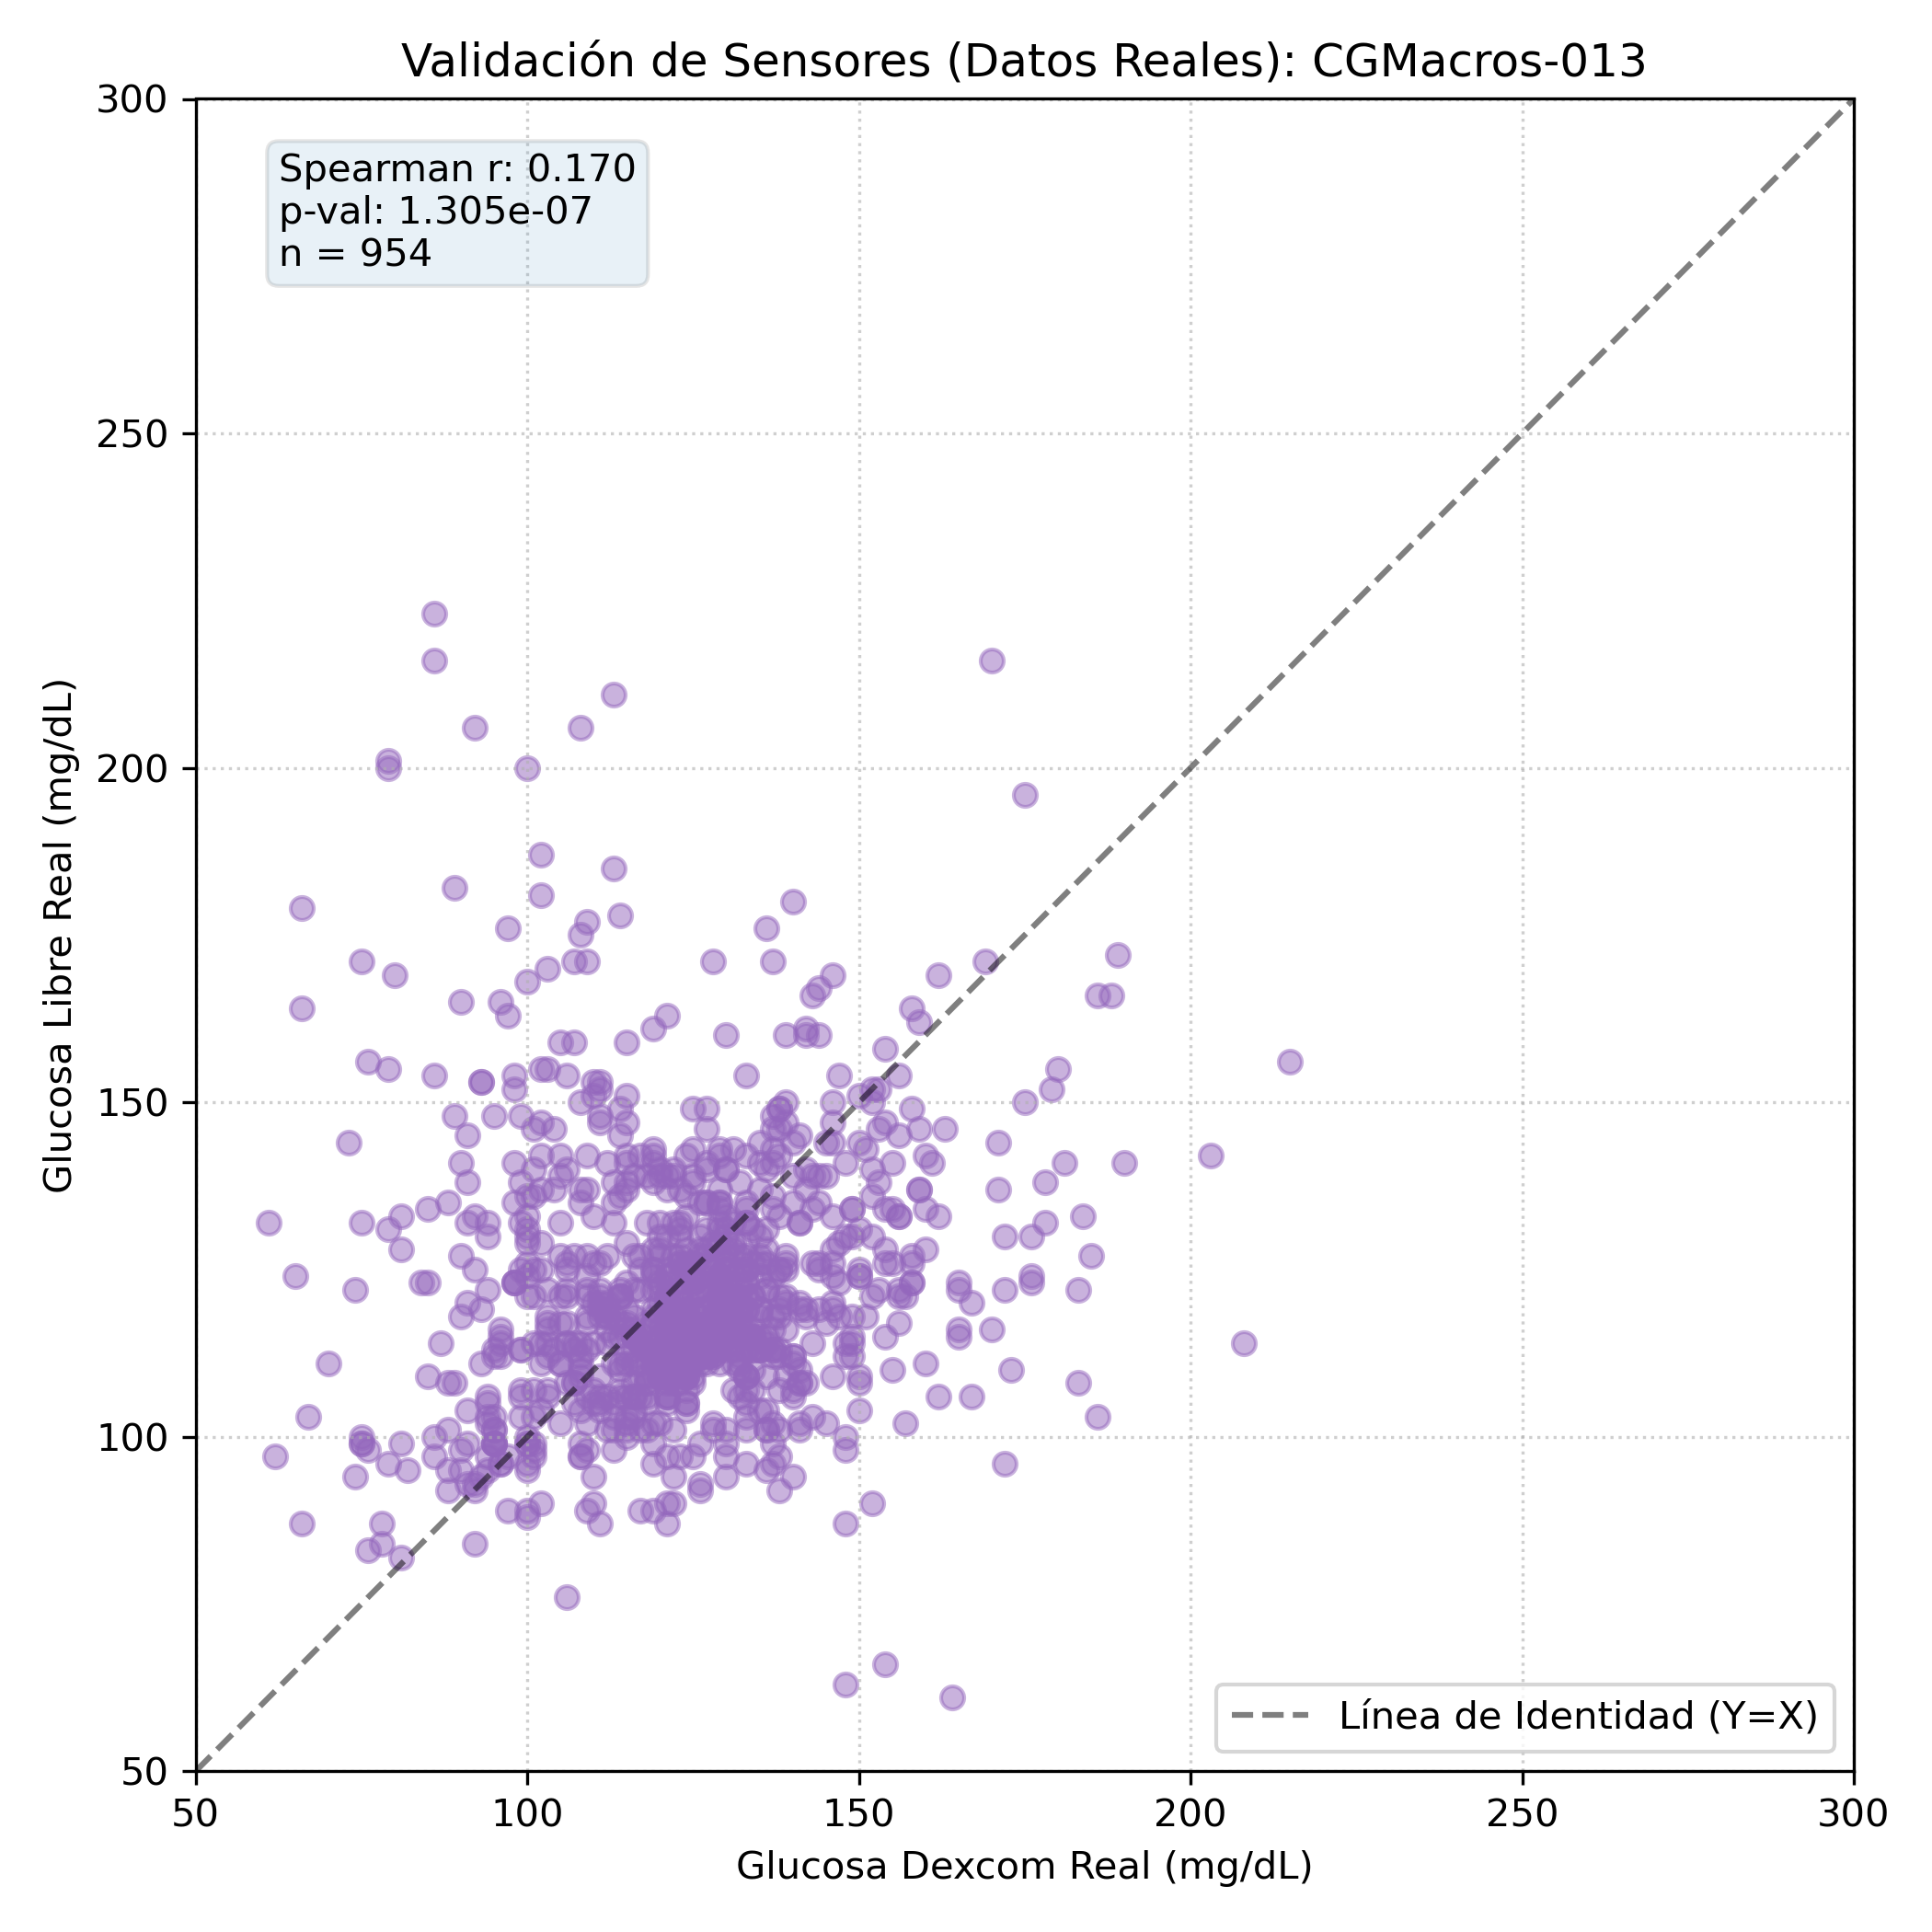 Validación de Sensores (Datos Reales): CGMacros-013
300
Spearman r: 0.170
p-val: 1.305e-07
n = 954
250
200
150
100
50
Glucosa Libre Real (mg/dL)
Línea de Identidad (Y=X)
50 100 150 200 250 300
Glucosa Dexcom Real (mg/dL)